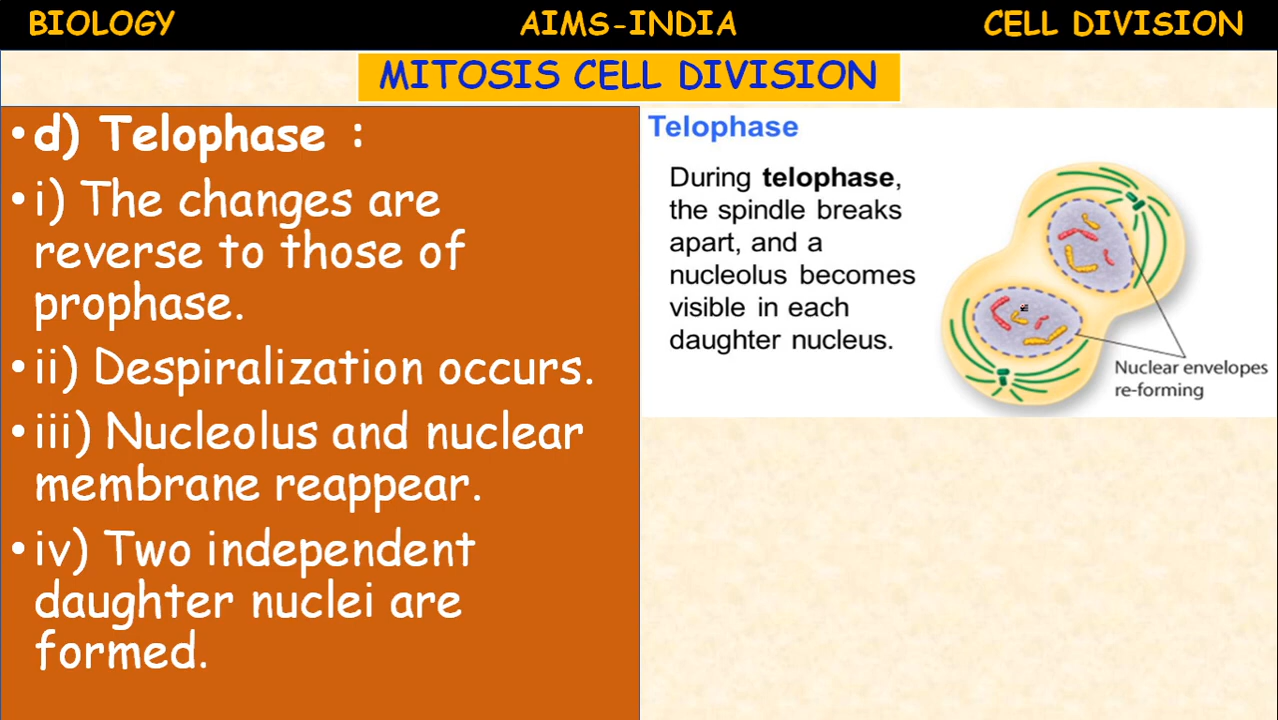 BIOLOGY AIMS-INDIA CELL DIVISION
MITOSIS CELL DIVISION
• d) Telophase :
• i) The changes are
reverse to those of
prophase.
• ii) Despiralization occurs.
• iii) Nucleolus and nuclear
membrane reappear.
• iv) Two independent
daughter nuclei are
formed.
Telophase
During telophase,
the spindle breaks
apart, and a
nucleolus becomes
visible in each
daughter nucleus.
Nuclear envelopes
re-forming